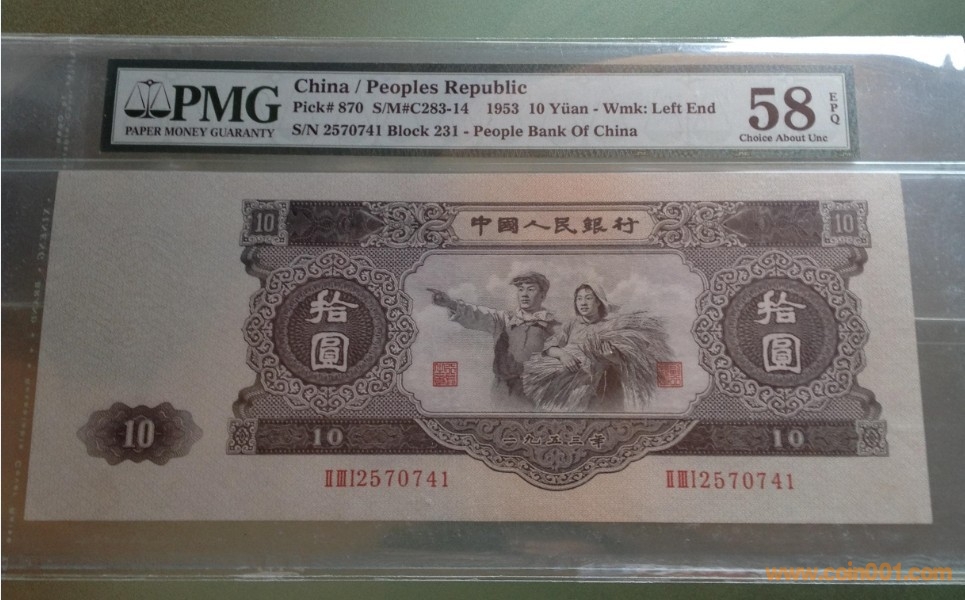 PMG
PAPER MONEY GUARANTY
China / Peoples Republic
Pick# 870 S/M#C283-14 1953 10 Yüan - Wmk: Left End
S/N 2570741 Block 231 - People Bank Of China
58
EPQ
Choice About Unc
10
中國人民銀行
10
拾圓
拾圓
10
10
二年五三年
10
ⅡⅢⅠ2570741
ⅡⅢⅠ2570741
www.coin001.com